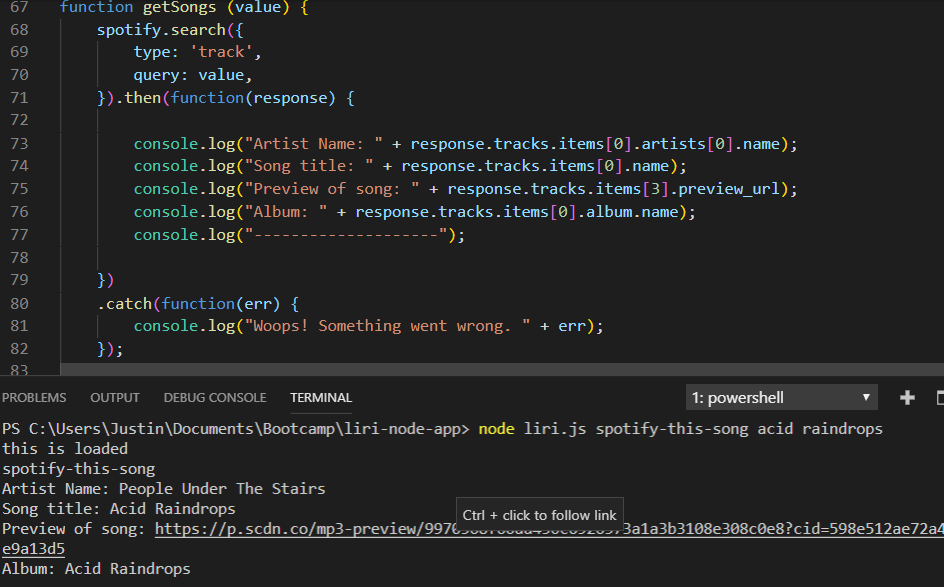 67 function getSongs (value) {
68 spotify.search({
69 type: 'track',
70 query: value,
71 }).then(function(response) {
72
73 console.log("Artist Name: " + response.tracks.items[0].artists[0].name);
74 console.log("Song title: " + response.tracks.items[0].name);
75 console.log("Preview of song: " + response.tracks.items[3].preview_url);
76 console.log("Album: " + response.tracks.items[0].album.name);
77 console.log("--------------------");
78
79 })
80 .catch(function(err) {
81 console.log("Woops! Something went wrong. " + err);
82 });
83
PROBLEMS OUTPUT DEBUG CONSOLE TERMINAL 1: powershell
PS C:\Users\Justin\Documents\Bootcamp\liri-node-app> node liri.js spotify-this-song acid raindrops
this is loaded
spotify-this-song
Artist Name: People Under The Stairs
Song title: Acid Raindrops
Ctrl + click to follow link
Preview of song: https://p.scdn.co/mp3-preview/
e9a13d5
Album: Acid Raindrops